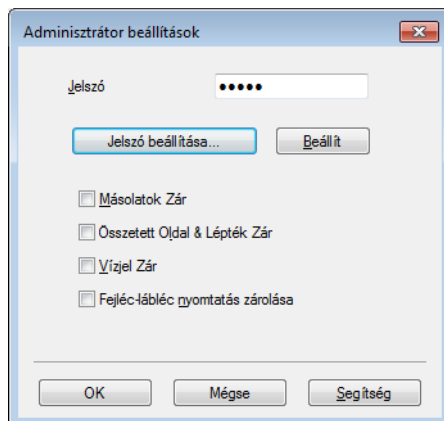 Adminisztrátor beállítások
Jelszó
Jelszó beállítása... Beállít
Másolatok Zár
Összetett Oldal & Lépték Zár
Vízjel Zár
Fejléc-lábléc nyomtatás zárolása
OK Mégse Segítség